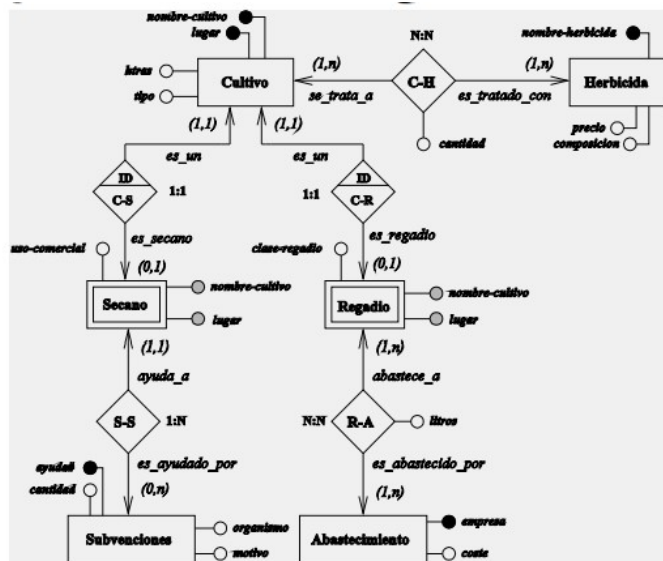 nombre-cultivo
lugar
N:N
nombre-herbicida
htras
tipo
Cultivo
(1,n)
se_trata_a
C-H
(1,n)
es_tratado_con
Herbicida
cantidad
precio
composicion
(1,1)
(1,1)
es_un
es_un
ID
C-S
1:1
1:1
ID
C-R
es_secano
es_regadio
uso-comercial
clase-regadio
(0,1)
(0,1)
Secano
nombre-cultivo
lugar
Regadio
nombre-cultivo
lugar
(1,1)
(1,n)
ayuda_a
abastece_a
S-S
1:N
N:N
R-A
litros
es_ayudado_por
es_abastecido_por
cantidad
(0,n)
(1,n)
Subvenciones
organismo
motivo
Abastecimiento
empresa
coste